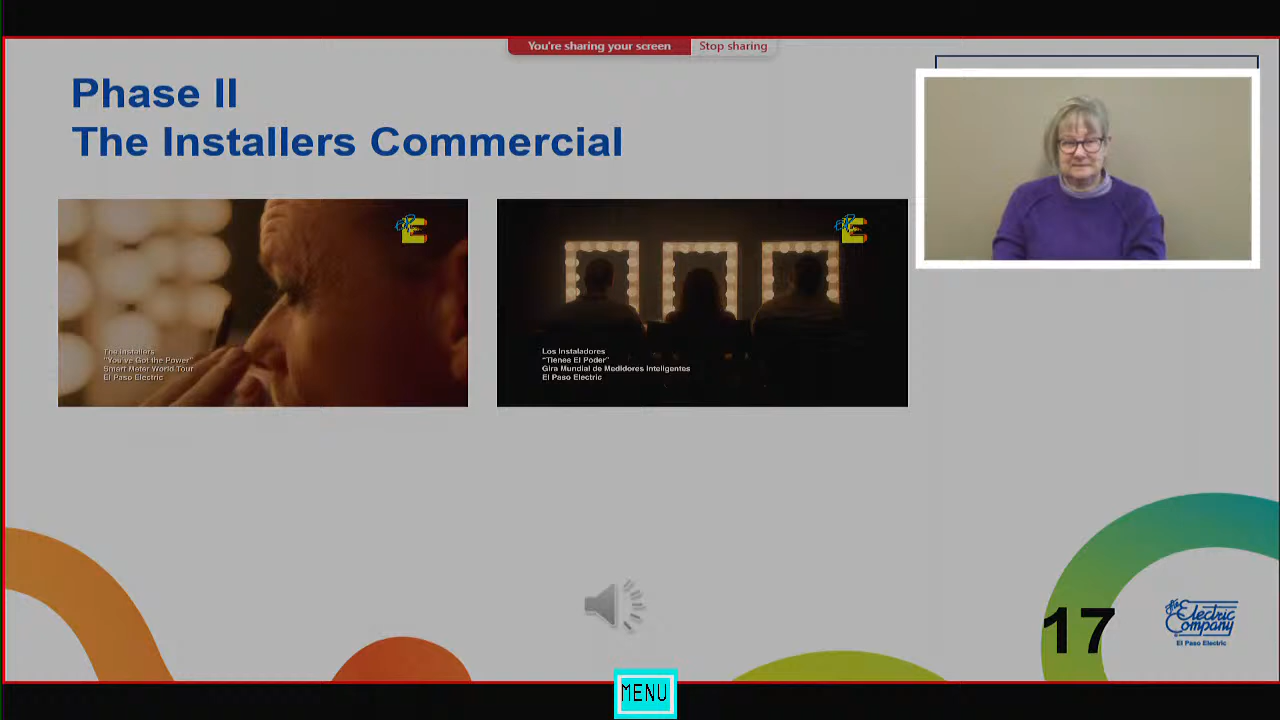 You're sharing your screen
Stop sharing
Phase II
The Installers Commercial
The Installers
"You've Got the Power"
Smart Meter World Tour
El Paso Electric
Los Instaladores
"Tienes El Poder"
Gira Mundial de Medidores Inteligentes
El Paso Electric
17
The Electric
Company
El Paso Electric
MENU